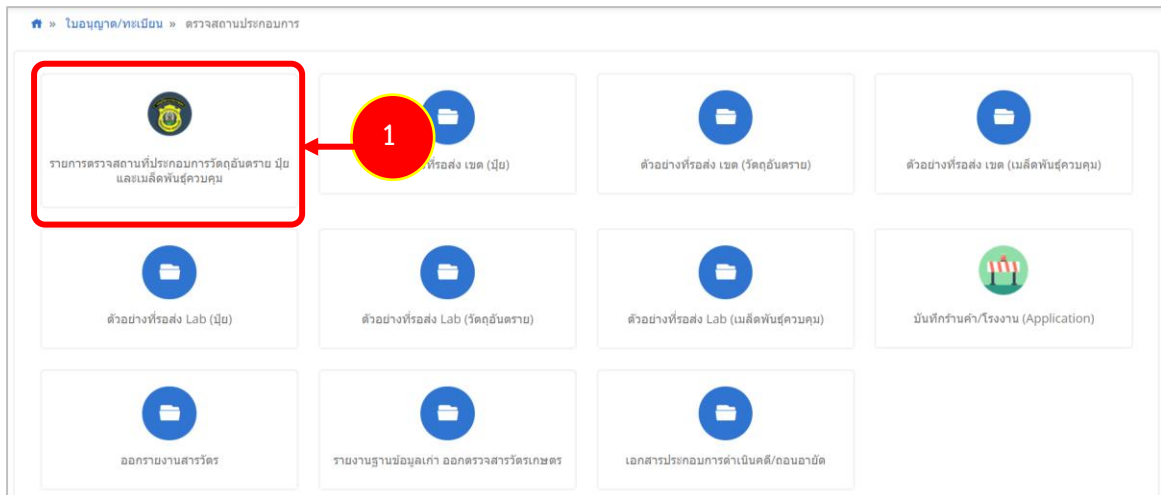 » ใบอนุญาต/ทะเบียน » ตรวจสถานประกอบการ
รายการตรวจสถานที่ประกอบการวัตถุอันตราย ปุ๋ย
และเมล็ดพันธุ์ควบคุม
1
ที่รอส่ง เขต (ปุ๋ย)
ตัวอย่างที่รอส่ง เขต (วัตถุอันตราย)
ตัวอย่างที่รอส่ง เขต (เมล็ดพันธุ์ควบคุม)
ตัวอย่างที่รอส่ง Lab (ปุ๋ย)
ตัวอย่างที่รอส่ง Lab (วัตถุอันตราย)
ตัวอย่างที่รอส่ง Lab (เมล็ดพันธุ์ควบคุม)
บันทึกร้านค้า/โรงงาน (Application)
ออกรายงานสารวัตร
รายงานฐานข้อมูลเก่า ออกตรวจสารวัตรเกษตร
เอกสารประกอบการดำเนินคดี/ถอนอายัด